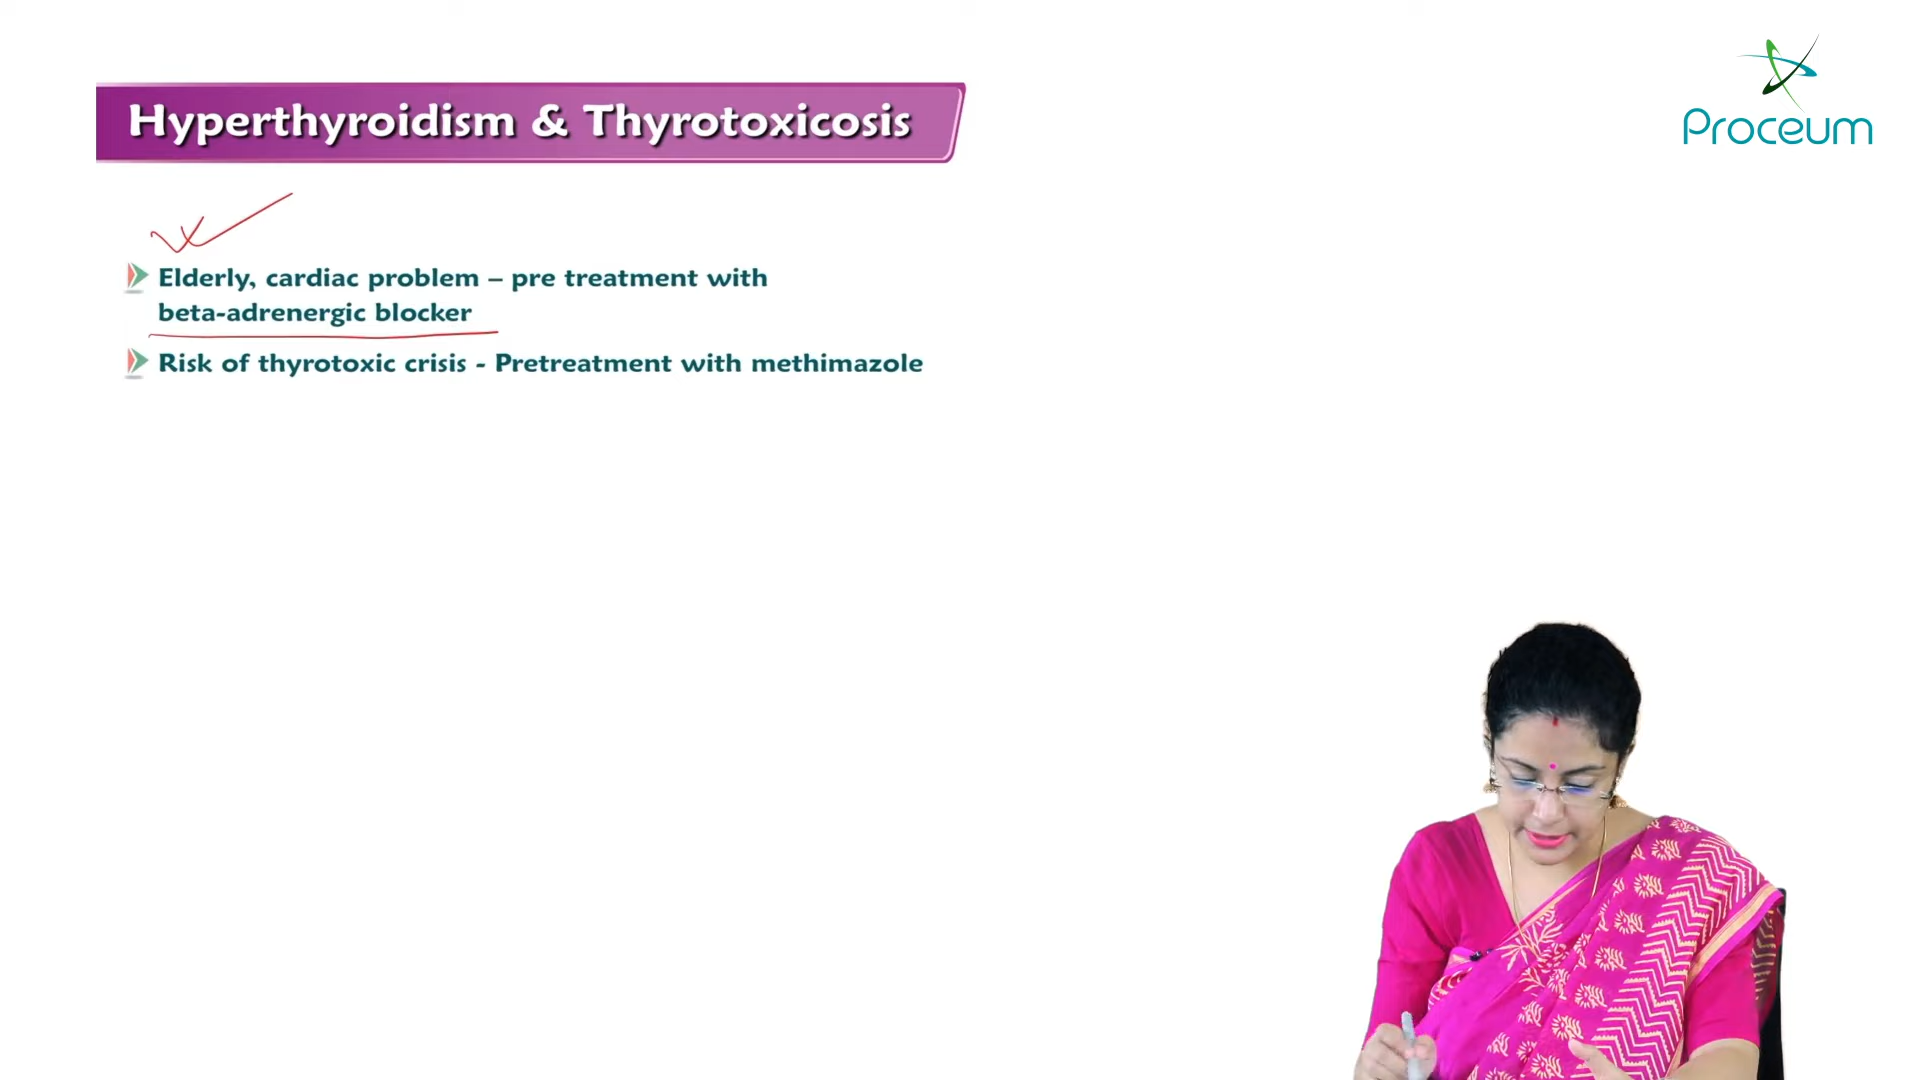 Proceum
Hyperthyroidism & Thyrotoxicosis
Elderly, cardiac problem – pre treatment with
beta-adrenergic blocker
Risk of thyrotoxic crisis - Pretreatment with methimazole